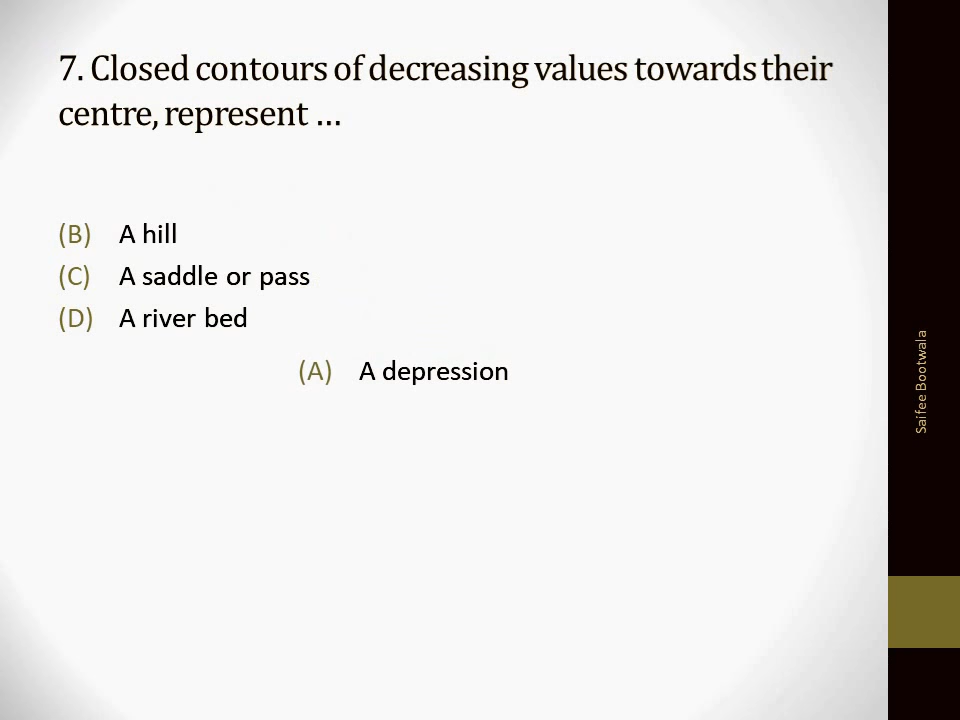 7. Closed contours of decreasing values towards their
centre, represent …
(B) A hill
(C) A saddle or pass
(D) A river bed
(A) A depression
Saifee Bootwala